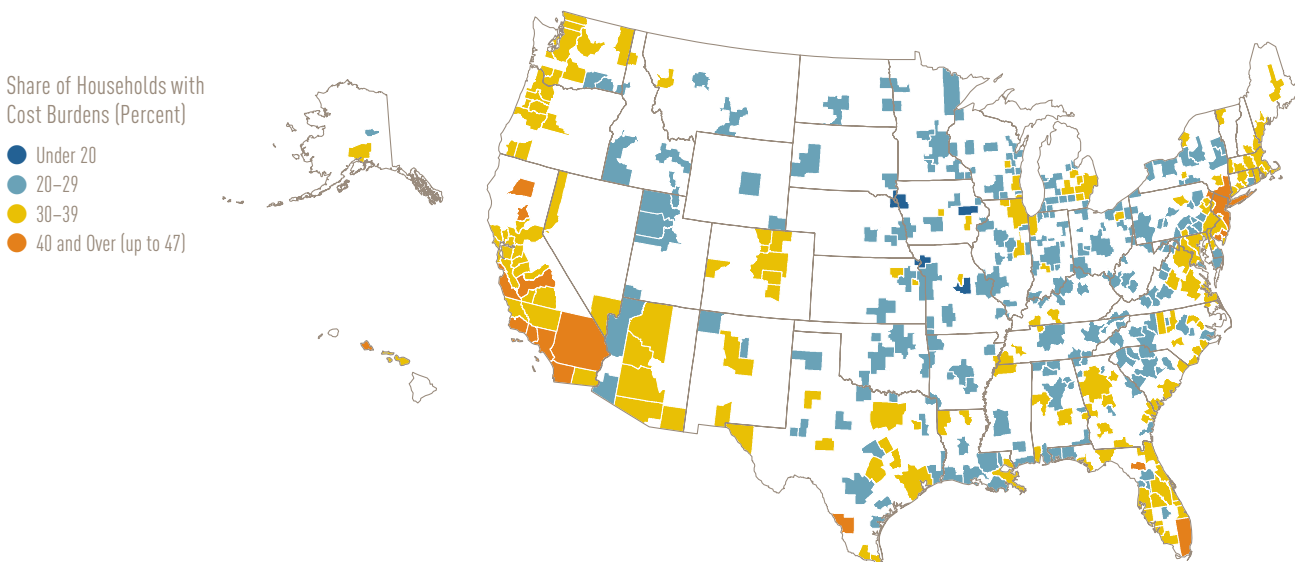 Share of Households with
Cost Burdens (Percent)
Under 20
20–29
30–39
40 and Over (up to 47)